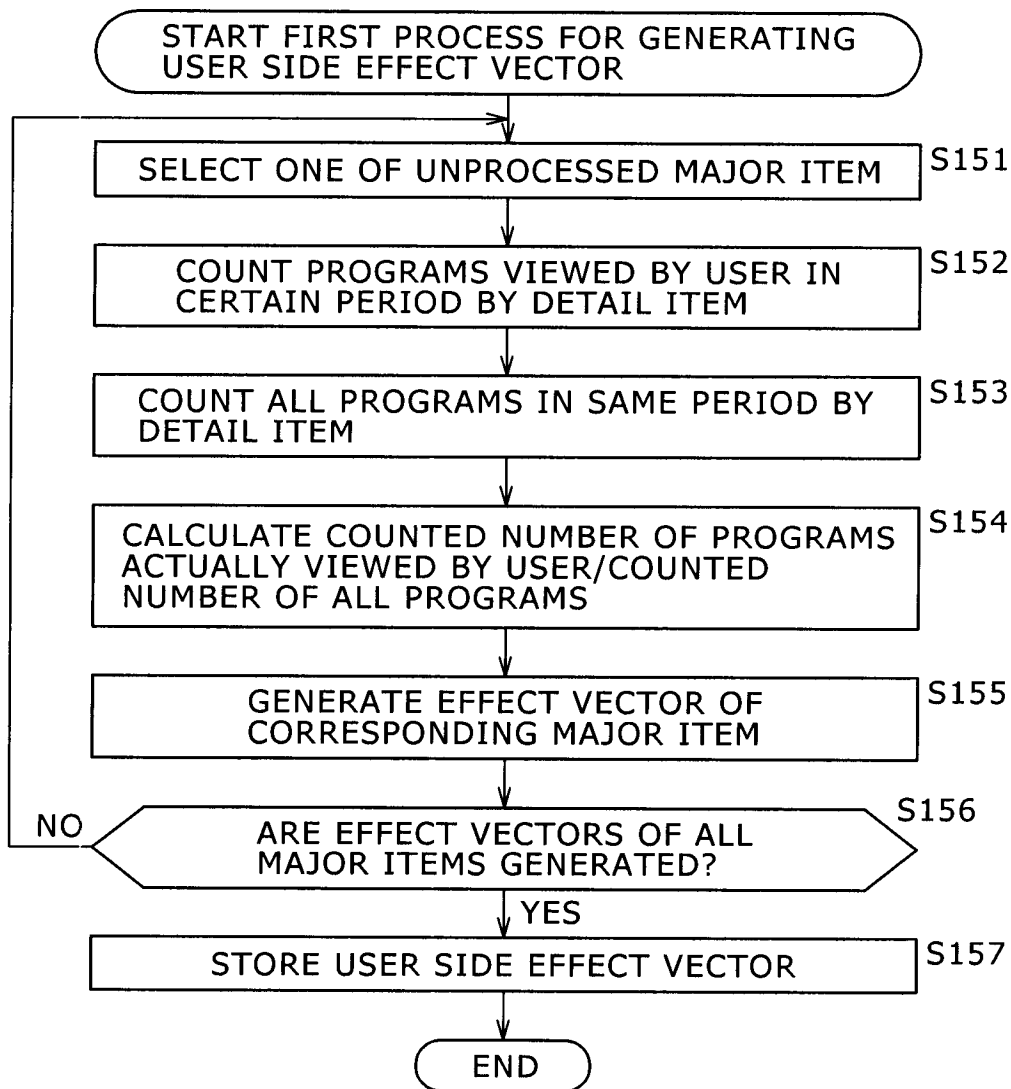 START FIRST PROCESS FOR GENERATING
USER SIDE EFFECT VECTOR
SELECT ONE OF UNPROCESSED MAJOR ITEM
S151
COUNT PROGRAMS VIEWED BY USER IN
CERTAIN PERIOD BY DETAIL ITEM
S152
COUNT ALL PROGRAMS IN SAME PERIOD BY
DETAIL ITEM
S153
CALCULATE COUNTED NUMBER OF PROGRAMS
ACTUALLY VIEWED BY USER/COUNTED
NUMBER OF ALL PROGRAMS
S154
GENERATE EFFECT VECTOR OF
CORRESPONDING MAJOR ITEM
S155
ARE EFFECT VECTORS OF ALL
MAJOR ITEMS GENERATED?
S156
NO
YES
STORE USER SIDE EFFECT VECTOR
S157
END